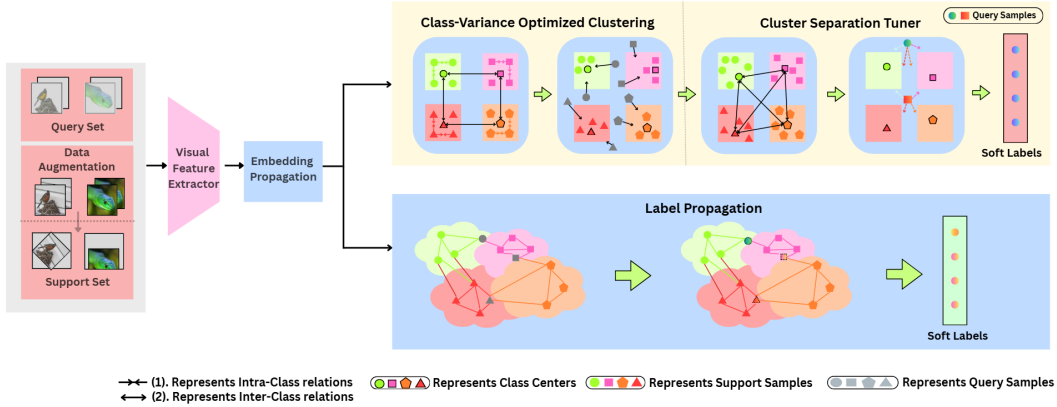 Class-Variance Optimized Clustering
Cluster Separation Tuner
Query Samples
Query Set
Data
Augmentation
Support Set
Visual
Feature
Extractor
Embedding
Propagation
Soft Labels
Label Propagation
Soft Labels
(1). Represents Intra-Class relations
(2). Represents Inter-Class relations
Represents Class Centers
Represents Support Samples
Represents Query Samples